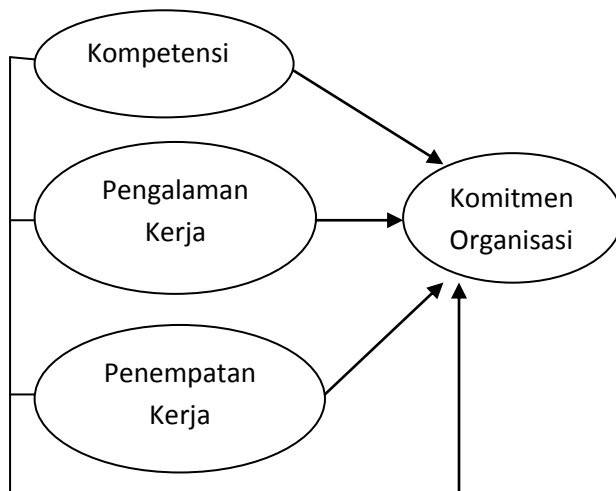 Kompetensi
Pengalaman
Kerja
Komitmen
Organisasi
Penempatan
Kerja